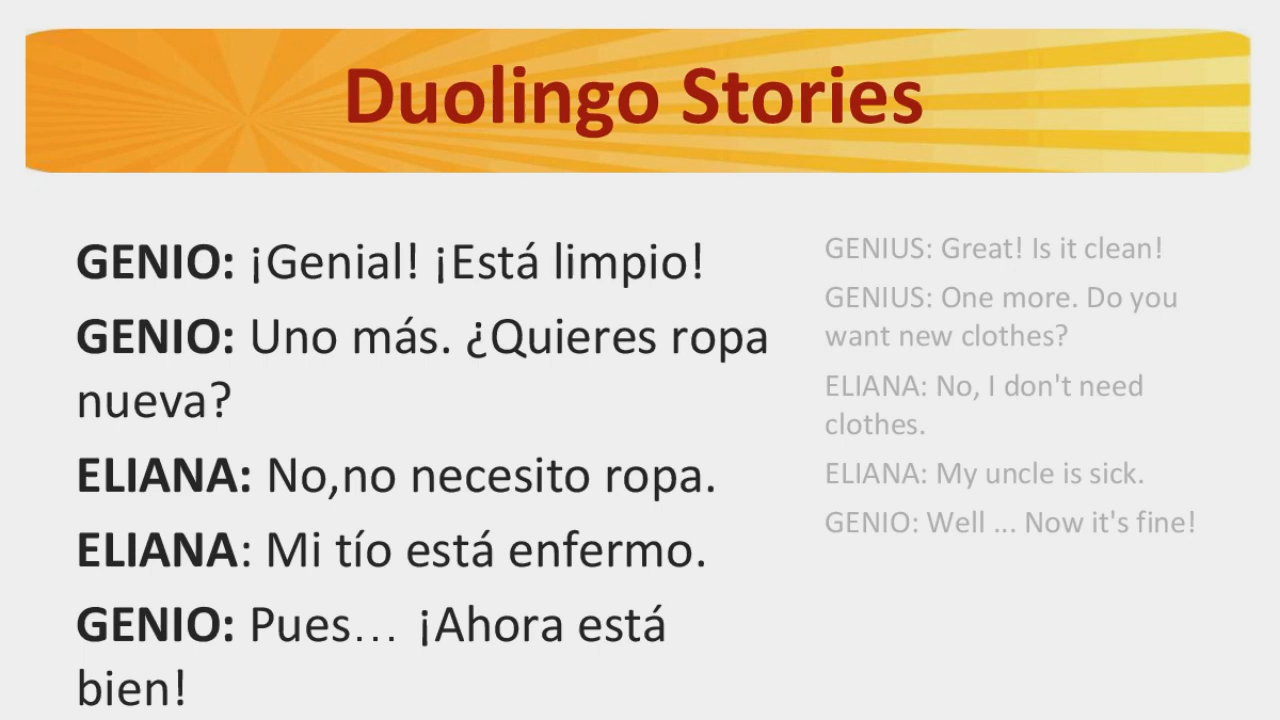 Duolingo Stories
GENIO: ¡Genial! ¡Está limpio!
GENIO: Uno más. ¿Quieres ropa
nueva?
ELIANA: No,no necesito ropa.
ELIANA: Mi tío está enfermo.
GENIO: Pues... ¡Ahora está
bien!
GENIUS: Great! Is it clean!
GENIUS: One more. Do you
want new clothes?
ELIANA: No, I don't need
clothes.
ELIANA: My uncle is sick.
GENIO: Well ... Now it's fine!